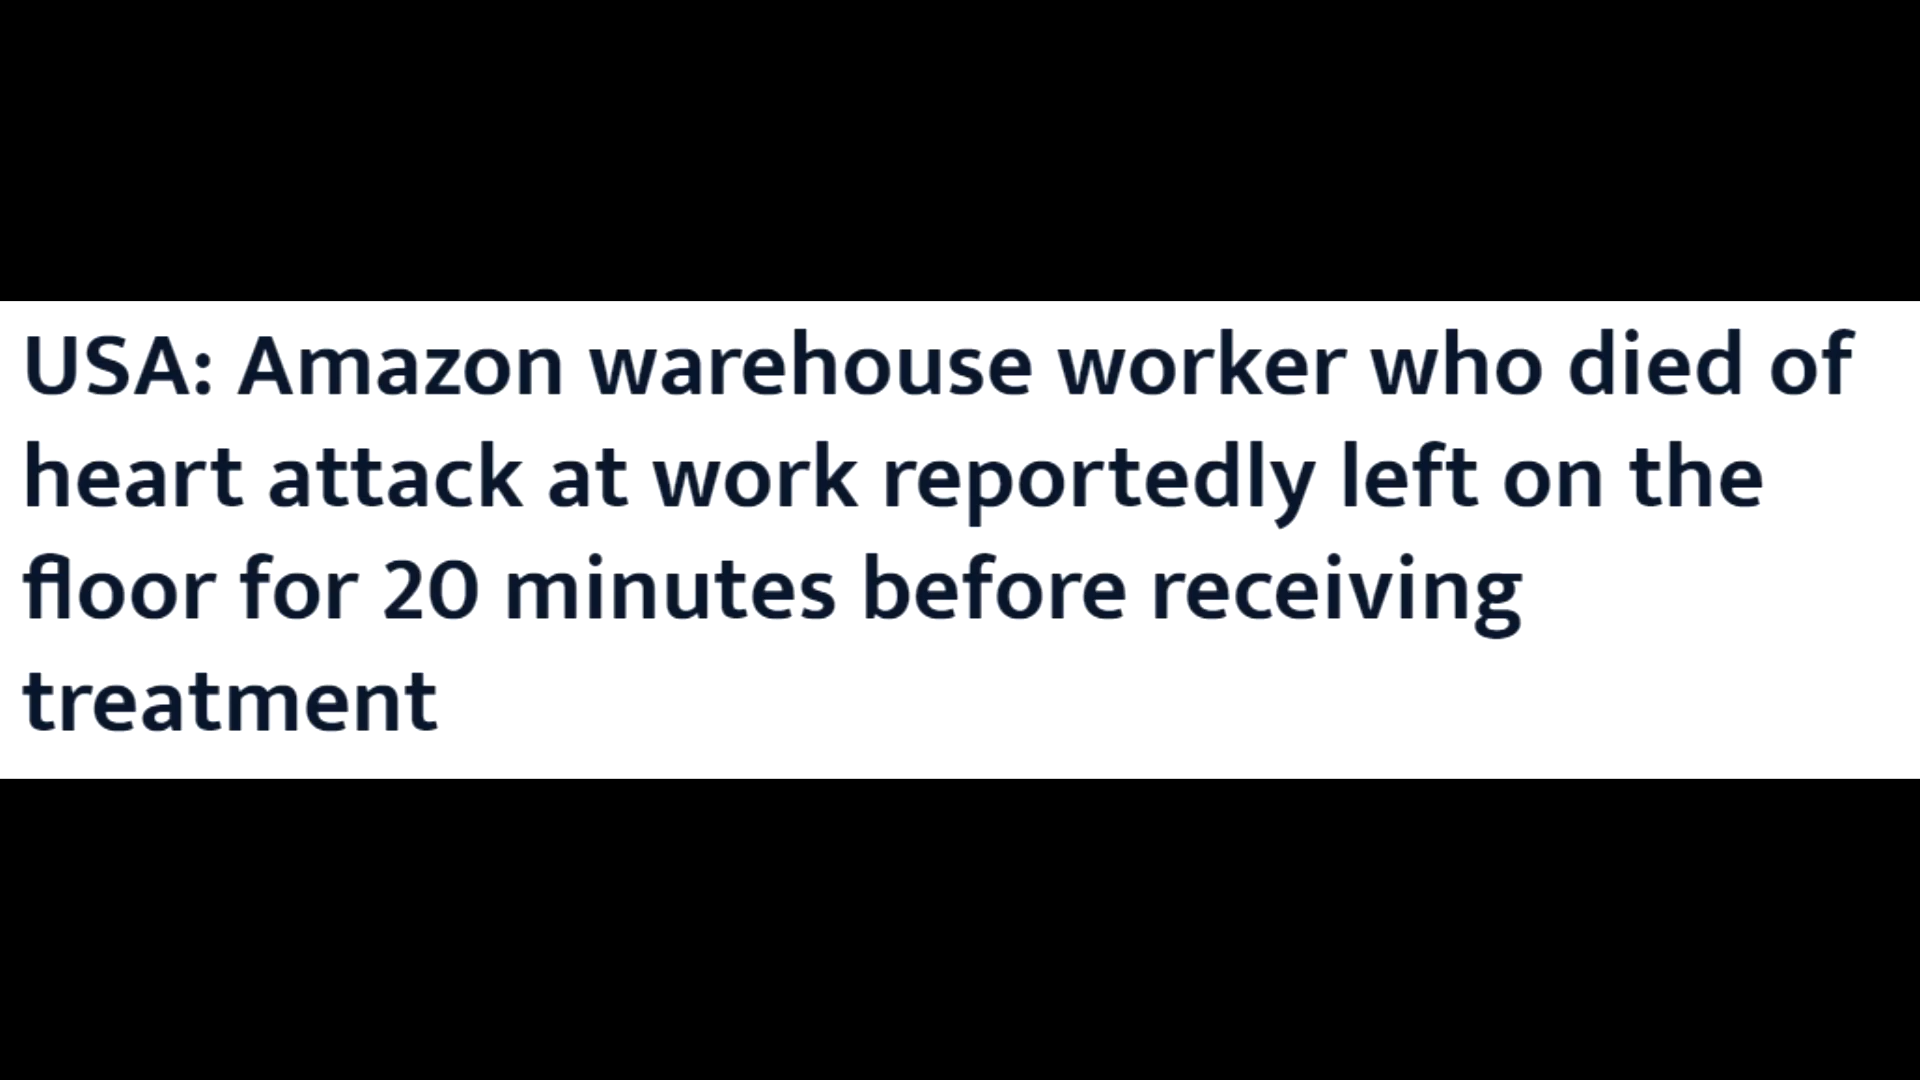 USA: Amazon warehouse worker who died of
heart attack at work reportedly left on the
floor for 20 minutes before receiving
treatment